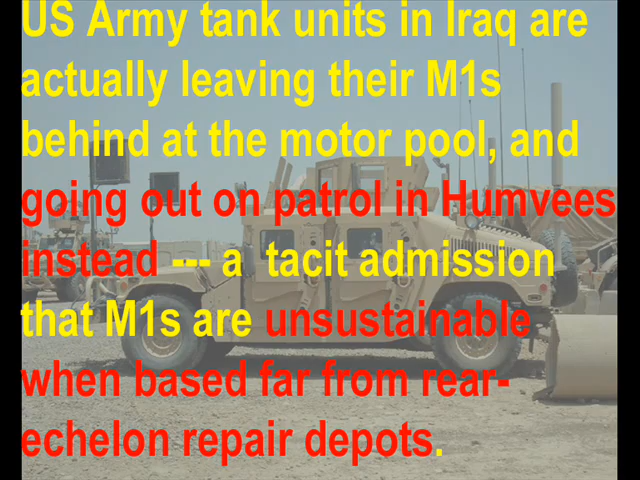 US Army tank units in Iraq are
actually leaving their M1s
behind at the motor pool, and
going out on patrol in Humvees
instead --- a  tacit admission
that M1s are unsustainable
when based far from rear-
echelon repair depots.